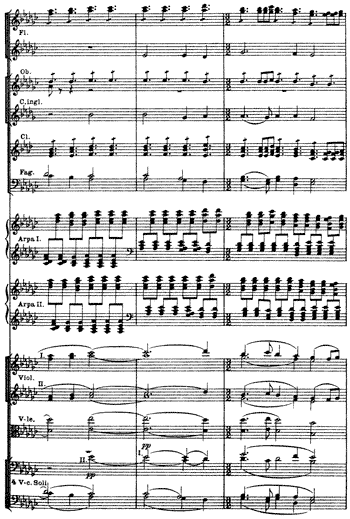 Fl.
Ob.
C. ingl.
Cl.
Fag.
Arpa I.
Arpa II.
I.
Viol.
II.
V-le.
pp
I.
II.
pp
4 V-c. Soli.